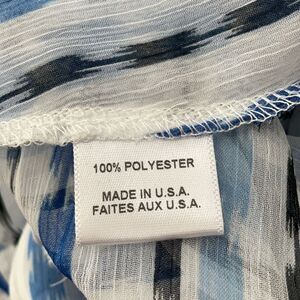 100% POLYESTER
MADE IN U.S.A.
FAITES AUX U.S.A.